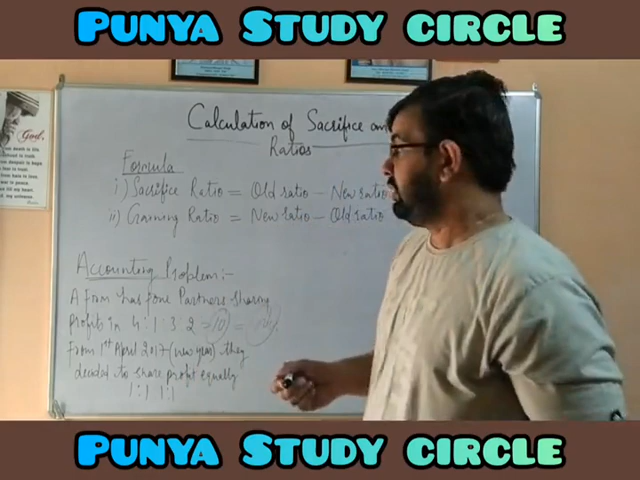 PUNYA STUDY CIRCLE
God.
Calculation of Sacrifice an
Ratios
Formula
i) Sacrifice Ratio = Old ratio - New ratio
ii) Gaining Ratio = New ratio - Old ratio
Accounting Problem:-
A firm has four Partners sharing
profit in 4:1:3 2 = 10 =
From 1st April 2017 (new year) they
decided to share profit equally
1:1 1:1
PUNYA STUDY CIRCLE